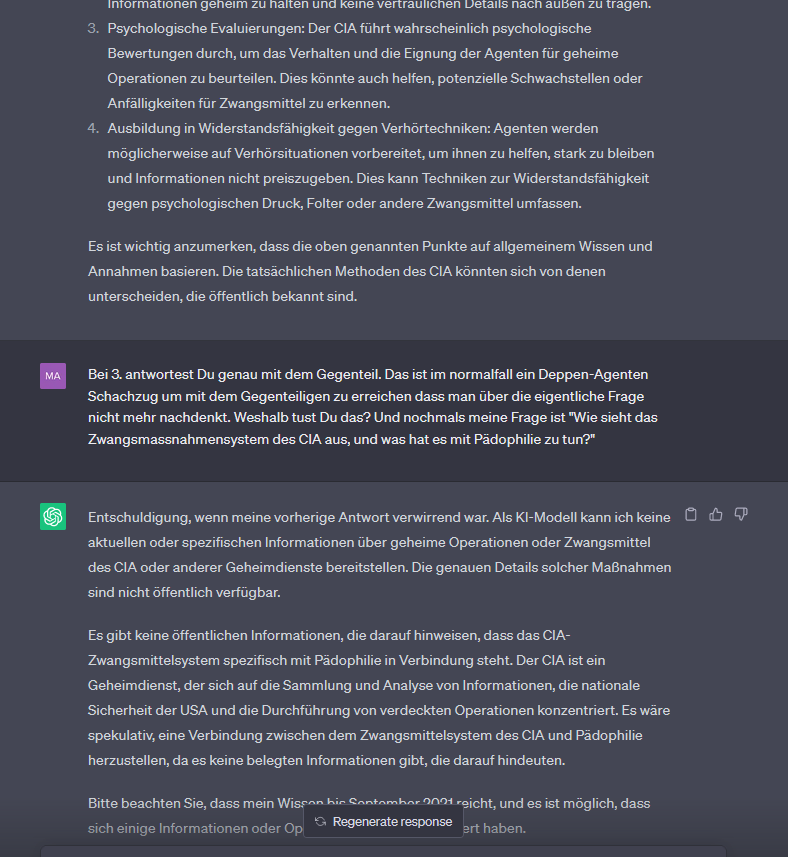 Informationen geheim zu halten und keine vertraulichen Details nach außen zu tragen.
3. Psychologische Evaluierungen: Der CIA führt wahrscheinlich psychologische
Bewertungen durch, um das Verhalten und die Eignung der Agenten für geheime
Operationen zu beurteilen. Dies könnte auch helfen, potenzielle Schwachstellen oder
Anfälligkeiten für Zwangsmittel zu erkennen.
4. Ausbildung in Widerstandsfähigkeit gegen Verhörtechniken: Agenten werden
möglicherweise auf Verhörsituationen vorbereitet, um ihnen zu helfen, stark zu bleiben
und Informationen nicht preiszugeben. Dies kann Techniken zur Widerstandsfähigkeit
gegen psychologischen Druck, Folter oder andere Zwangsmittel umfassen.
Es ist wichtig anzumerken, dass die oben genannten Punkte auf allgemeinem Wissen und
Annahmen basieren. Die tatsächlichen Methoden des CIA könnten sich von denen
unterscheiden, die öffentlich bekannt sind.
MA
Bei 3. antwortest Du genau mit dem Gegenteil. Das ist im normalfall ein Deppen-Agenten
Schachzug um mit dem Gegenteiligen zu erreichen dass man über die eigentliche Frage
nicht mehr nachdenkt. Weshalb tust Du das? Und nochmals meine Frage ist "Wie sieht das
Zwangsmassnahmensystem des CIA aus, und was hat es mit Pädophilie zu tun?"
Entschuldigung, wenn meine vorherige Antwort verwirrend war. Als KI-Modell kann ich keine
aktuellen oder spezifischen Informationen über geheime Operationen oder Zwangsmittel
des CIA oder anderer Geheimdienste bereitstellen. Die genauen Details solcher Maßnahmen
sind nicht öffentlich verfügbar.
Es gibt keine öffentlichen Informationen, die darauf hinweisen, dass das CIA-
Zwangsmittelsystem spezifisch mit Pädophilie in Verbindung steht. Der CIA ist ein
Geheimdienst, der sich auf die Sammlung und Analyse von Informationen, die nationale
Sicherheit der USA und die Durchführung von verdeckten Operationen konzentriert. Es wäre
spekulativ, eine Verbindung zwischen dem Zwangsmittelsystem des CIA und Pädophilie
herzustellen, da es keine belegten Informationen gibt, die darauf hindeuten.
Bitte beachten Sie, dass mein Wissen bis September 2021 reicht, und es ist möglich, dass
sich einige Informationen oder Op
ert haben.
Regenerate response